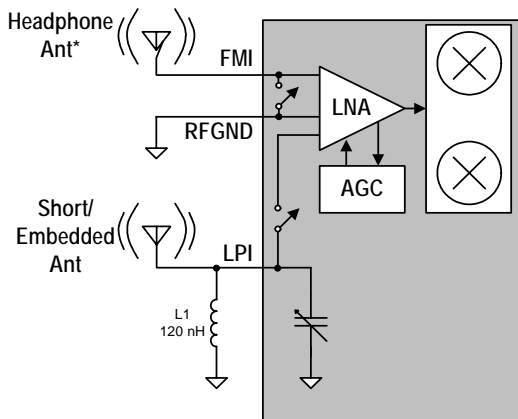 Headphone
Ant*
FMI
LNA
RFGND
AGC
Short/
Embedded
Ant
LPI
L1
120 nH